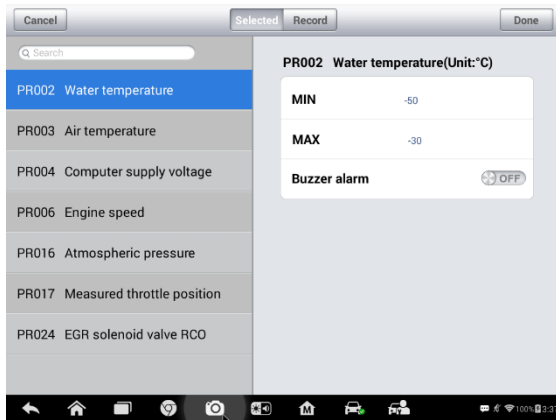 Cancel
Selected Record
Done
Search
PR002 Water temperature
PR003 Air temperature
PR004 Computer supply voltage
PR006 Engine speed
PR016 Atmospheric pressure
PR017 Measured throttle position
PR024 EGR solenoid valve RCO
PR002 Water temperature(Unit:°C)
MIN -50
MAX -30
Buzzer alarm OFF
M
100%